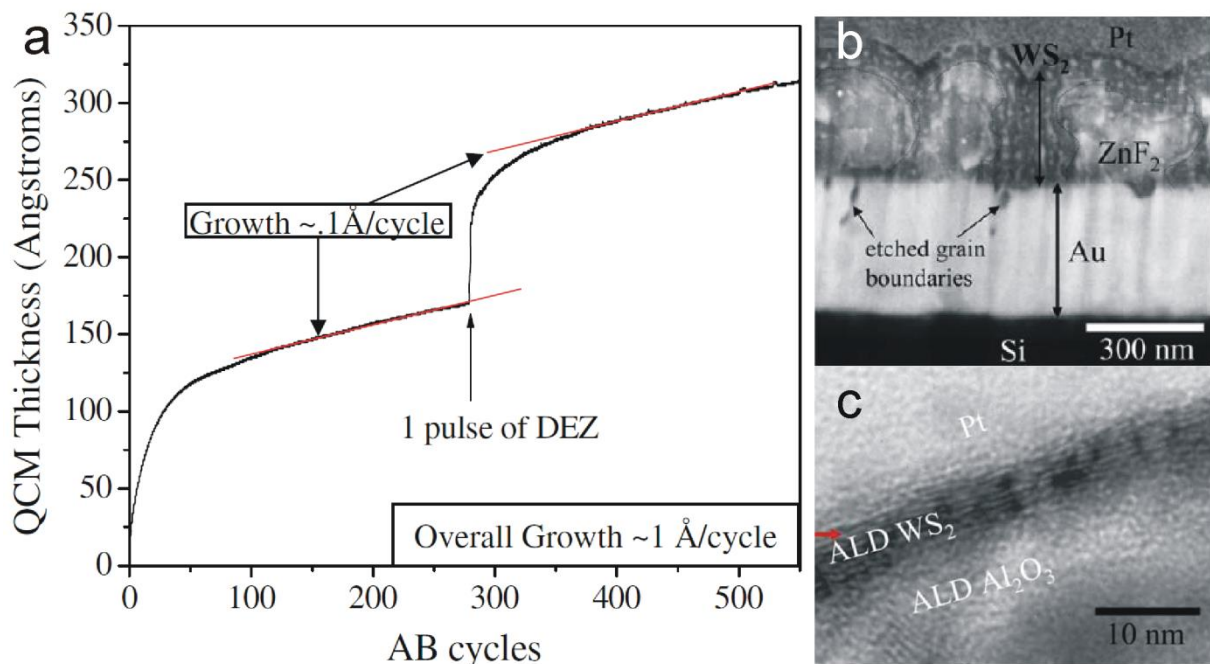 a
QCM Thickness (Angstroms)
350
300
250
200
150
100
50
0
Growth ~.1Å/cycle
1 pulse of DEZ
Overall Growth ~1 Å/cycle
0
100
200
300
400
500
AB cycles
b
Pt
WS2
ZnF2
etched grain
boundaries
Au
Si
300 nm
c
Pt
ALD WS2
ALD Al2O3
10 nm